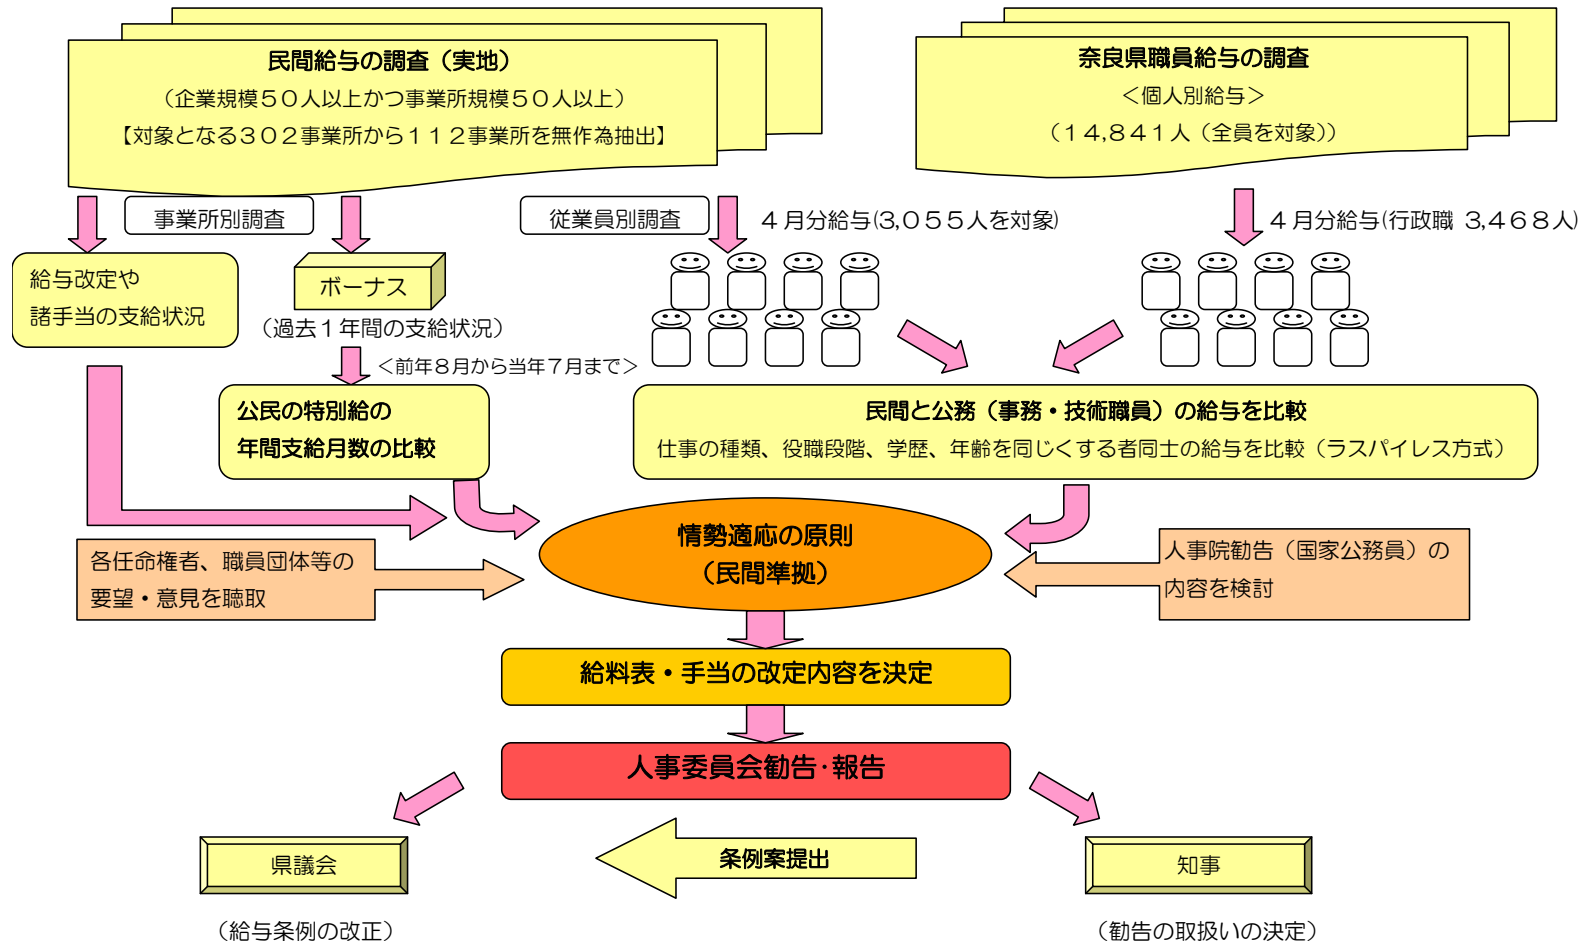 民間給与の調査（実地）
（企業規模５０人以上かつ事業所規模５０人以上）
【対象となる３０２事業所から１１２事業所を無作為抽出】
奈良県職員給与の調査
＜個人別給与＞
（１４,８４１人（全員を対象））
事業所別調査
従業員別調査
４月分給与(３,０５５人を対象)
４月分給与(行政職 ３,４６８人)
給与改定や
諸手当の支給状況
ボーナス
（過去１年間の支給状況）
＜前年８月から当年７月まで＞
公民の特別給の
年間支給月数の比較
民間と公務（事務・技術職員）の給与を比較
仕事の種類、役職段階、学歴、年齢を同じくする者同士の給与を比較（ラスパイレス方式）
情勢適応の原則
（民間準拠）
各任命権者、職員団体等の
要望・意見を聴取
人事院勧告（国家公務員）の
内容を検討
給料表・手当の改定内容を決定
人事委員会勧告･報告
県議会
条例案提出
知事
（給与条例の改正）
（勧告の取扱いの決定）